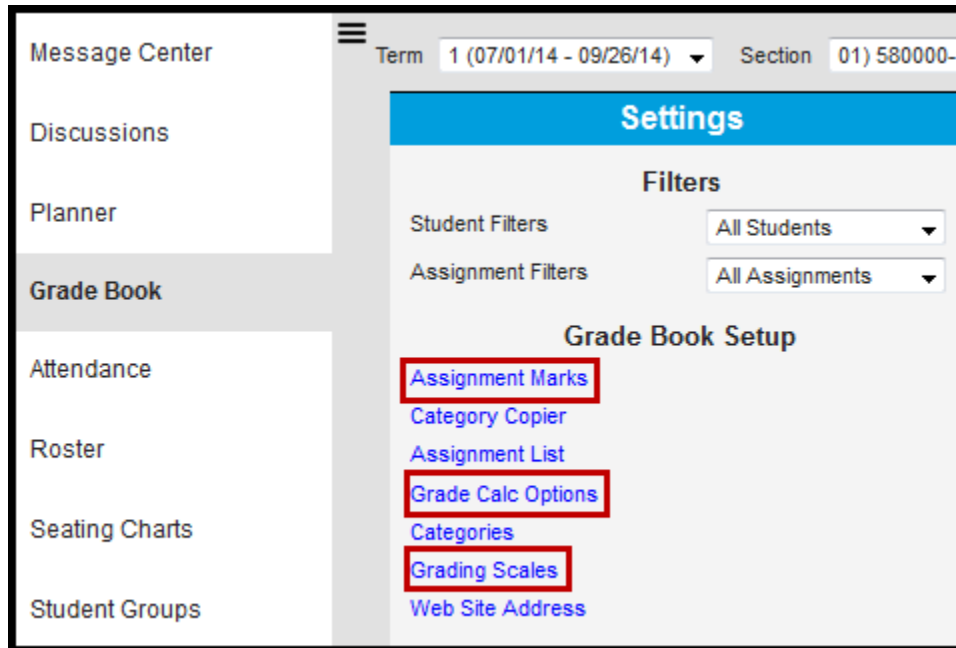 Message Center
Discussions
Planner
Grade Book
Attendance
Roster
Seating Charts
Student Groups
Term 1 (07/01/14 - 09/26/14) Section 01) 580000-
Settings
Filters
Student Filters All Students
Assignment Filters All Assignments
Grade Book Setup
Assignment Marks
Category Copier
Assignment List
Grade Calc Options
Categories
Grading Scales
Web Site Address